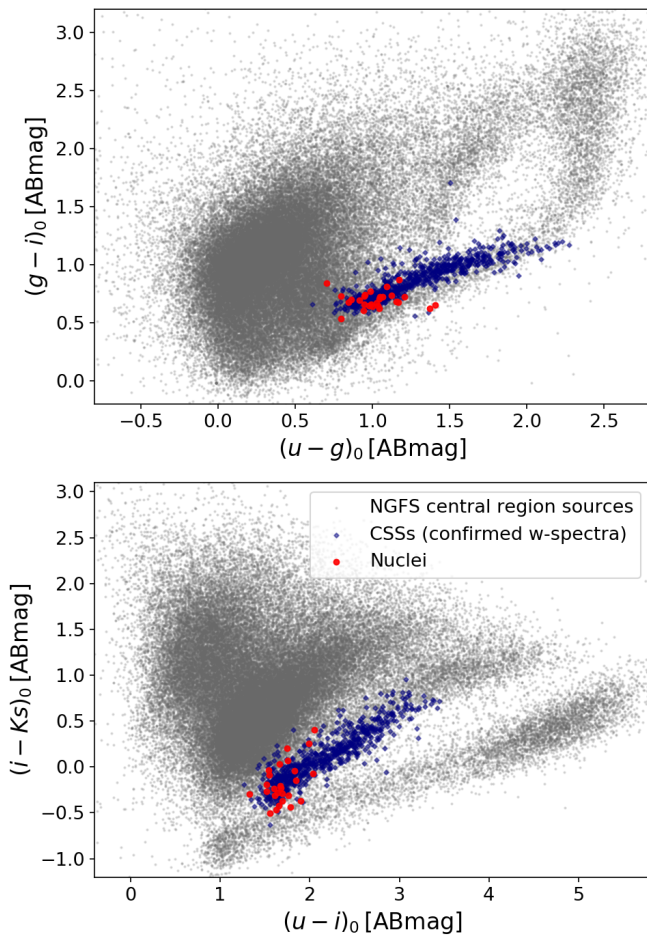 3.0
2.5
2.0
1.5
1.0
0.5
0.0
(g − i)₀ [ABmag]
−0.5 0.0 0.5 1.0 1.5 2.0 2.5
(u − g)₀ [ABmag]
3.0
2.5
2.0
1.5
1.0
0.5
0.0
−0.5
−1.0
(i − Ks)₀ [ABmag]
NGFS central region sources
CSSs (confirmed w-spectra)
Nuclei
0 1 2 3 4 5
(u − i)₀ [ABmag]